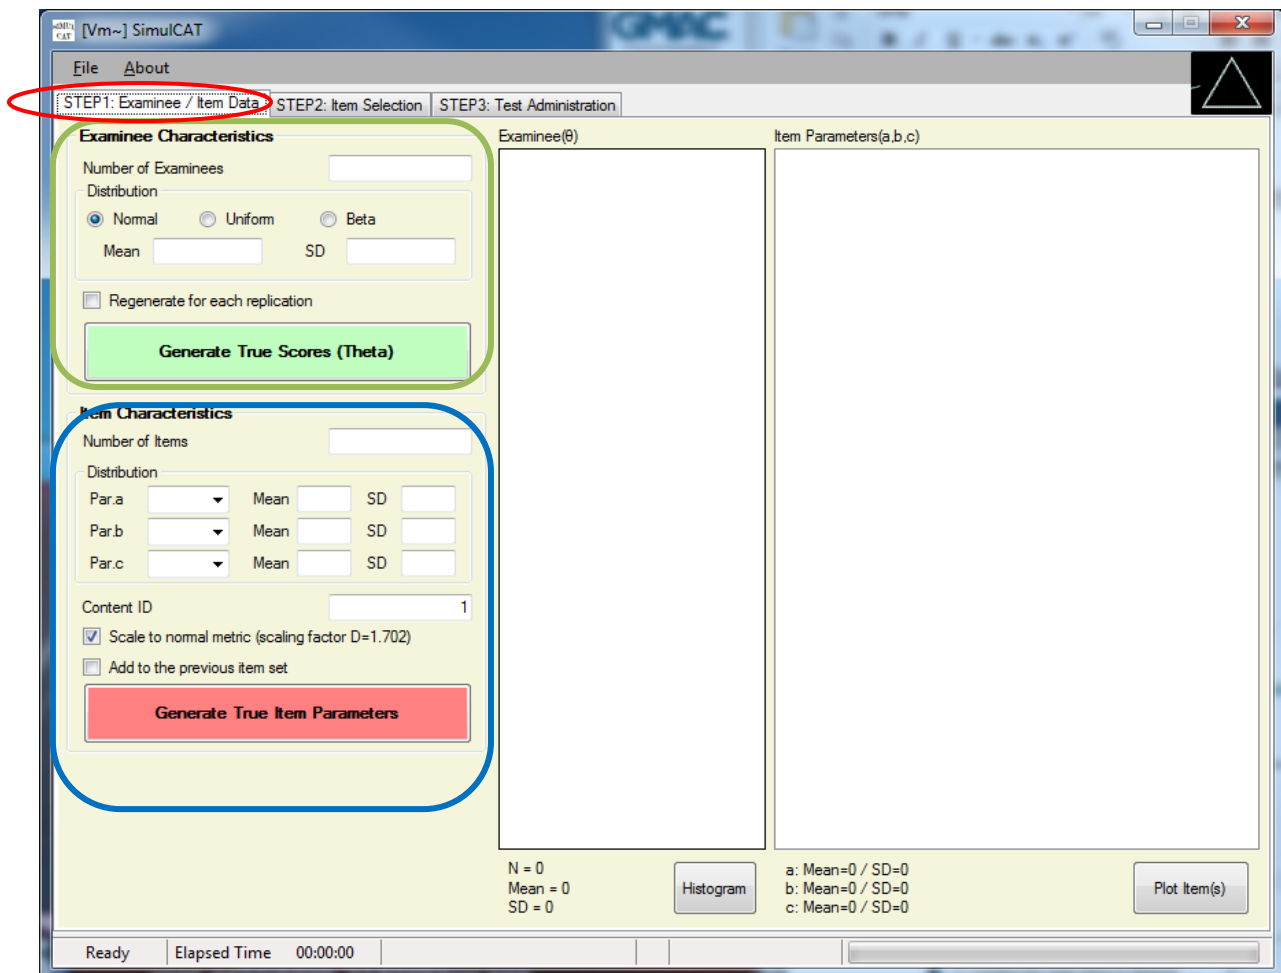 [Vm~] SimulCAT
GMAC
File About
STEP1: Examinee / Item Data STEP2: Item Selection STEP3: Test Administration
Examinee Characteristics
Number of Examinees
Distribution
Normal Uniform Beta
Mean SD
Regenerate for each replication
Generate True Scores (Theta)
Item Characteristics
Number of Items
Distribution
Par.a Mean SD
Par.b Mean SD
Par.c Mean SD
Content ID 1
Scale to normal metric (scaling factor D=1.702)
Add to the previous item set
Generate True Item Parameters
Examinee(θ)
N = 0
Mean = 0
SD = 0
Histogram
Item Parameters(a,b,c)
a: Mean=0 / SD=0
b: Mean=0 / SD=0
c: Mean=0 / SD=0
Plot Item(s)
Ready Elapsed Time 00:00:00